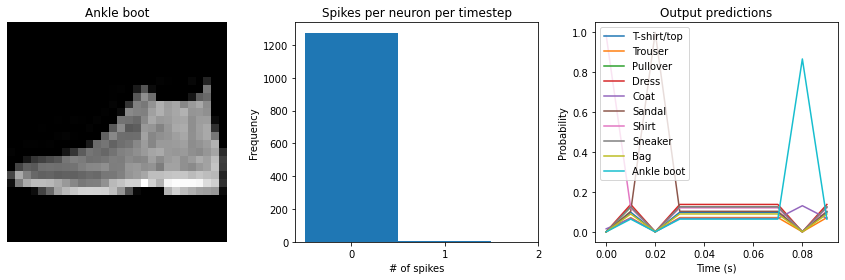 Ankle boot
Spikes per neuron per timestep
Output predictions
1200
1000
800
600
400
200
0
Frequency
0 1 2
# of spikes
1.0
0.8
0.6
0.4
0.2
0.0
Probability
T-shirt/top
Trouser
Pullover
Dress
Coat
Sandal
Shirt
Sneaker
Bag
Ankle boot
0.00 0.02 0.04 0.06 0.08
Time (s)